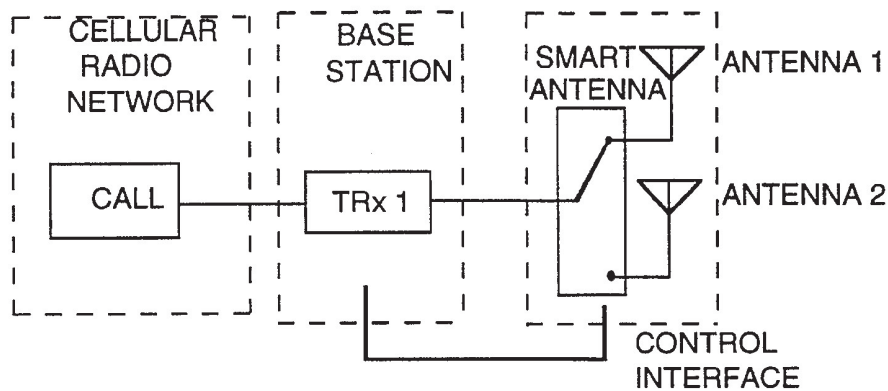 CELLULAR
RADIO
NETWORK
BASE
STATION
SMART
ANTENNA
ANTENNA 1
CALL
TRx 1
ANTENNA 2
CONTROL
INTERFACE